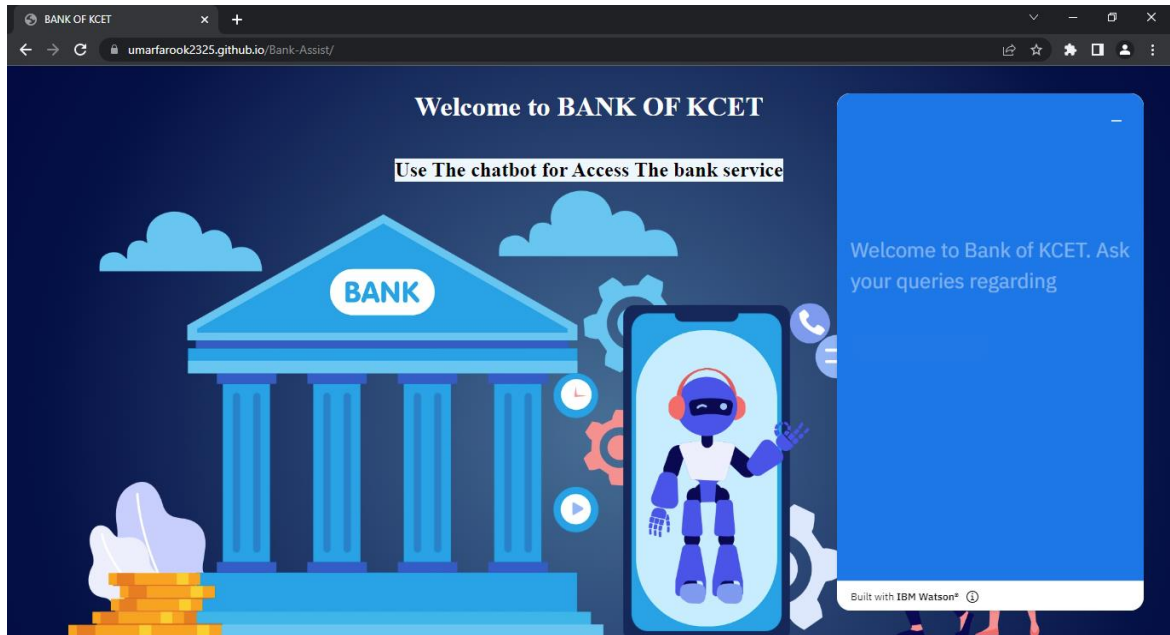 BANK OF KCET
umarfarook2325.github.io/Bank-Assist/
Welcome to BANK OF KCET
Use The chatbot for Access The bank service
BANK
Welcome to Bank of KCET. Ask
your queries regarding
Built with IBM Watson®